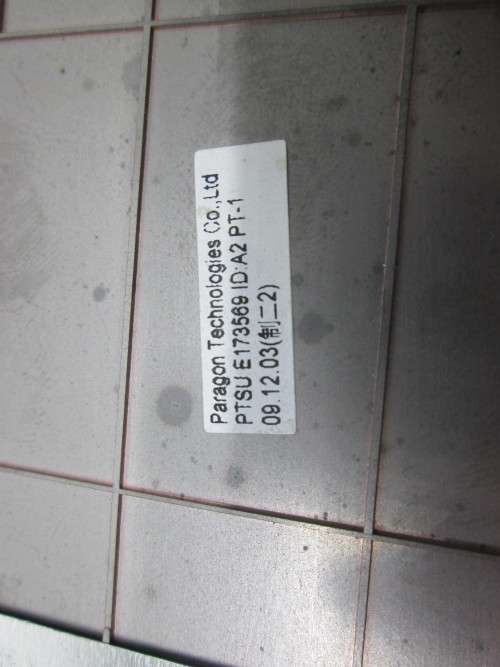 Paragon Technologies Co.,Ltd
PTSU E173569 ID:A2 PT-1
09.12.03(制二2)